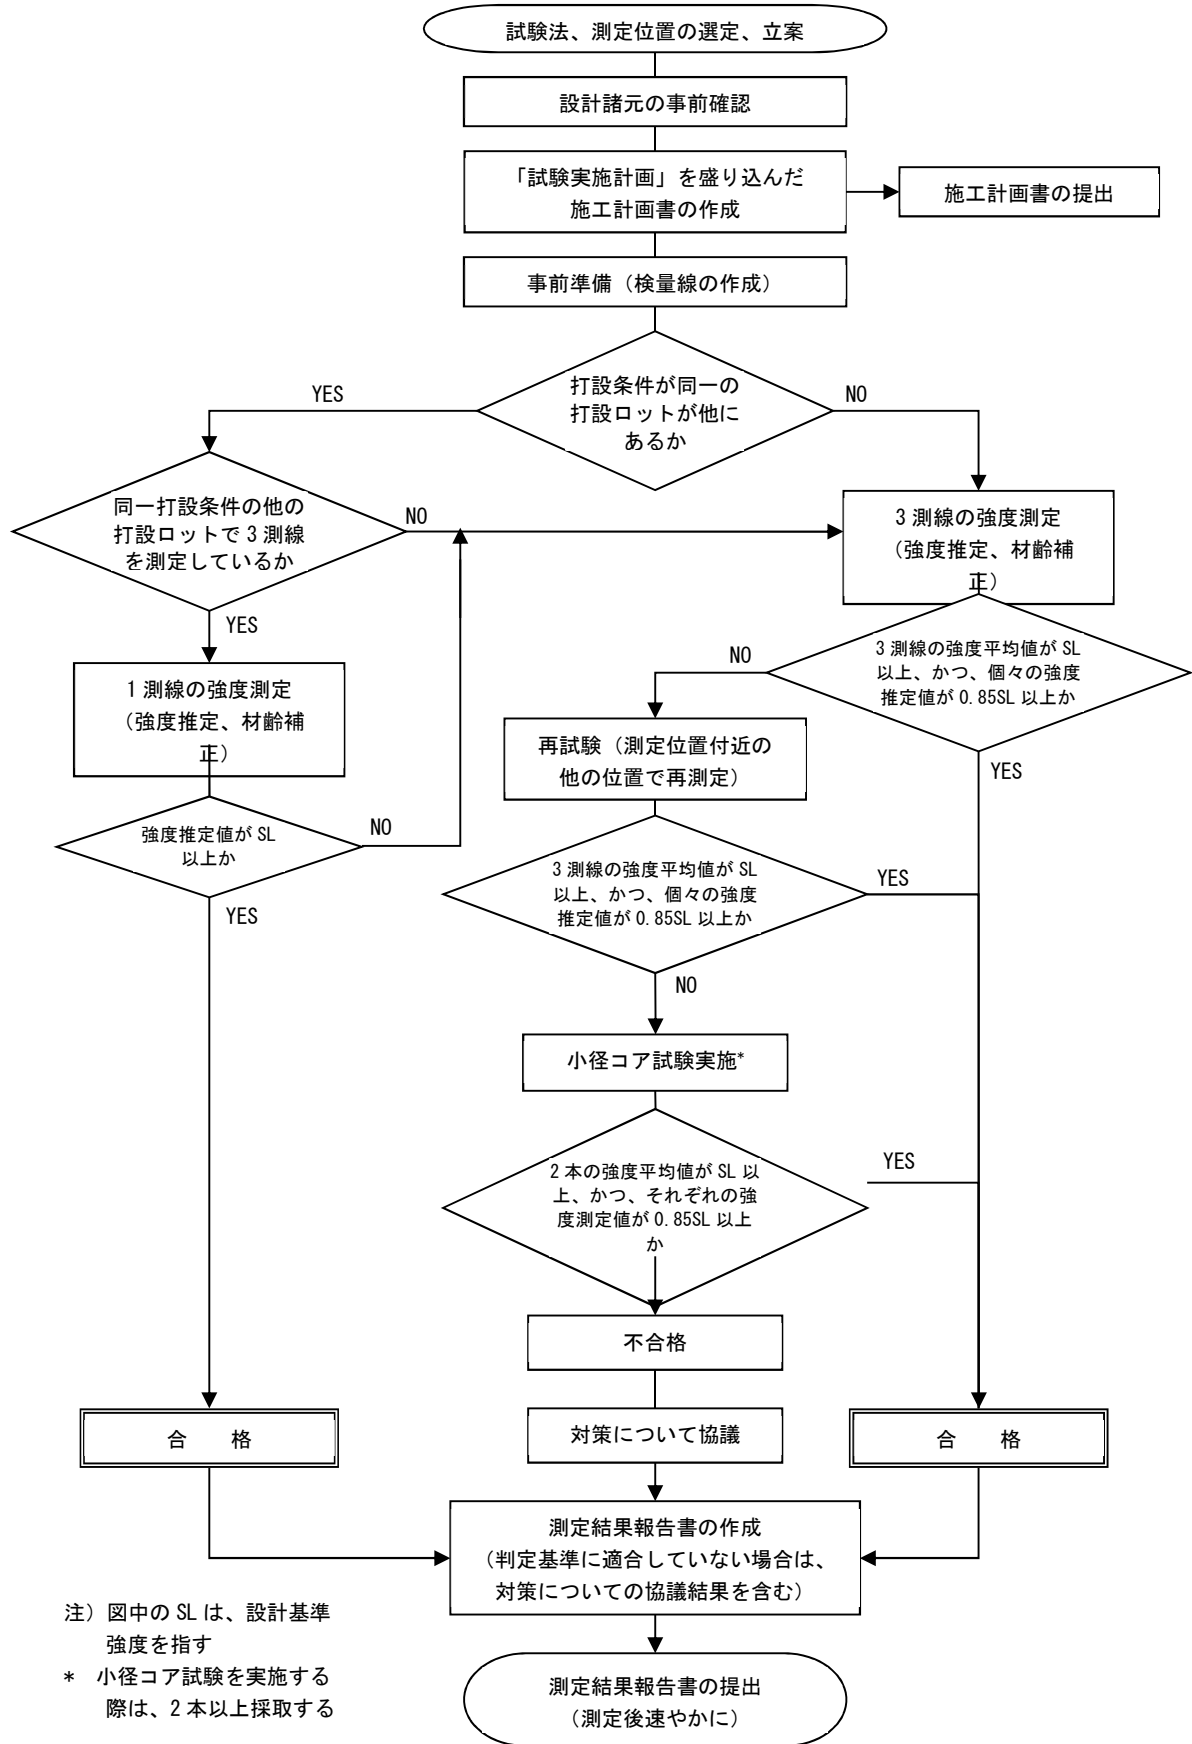 試験法、測定位置の選定、立案
設計諸元の事前確認
「試験実施計画」を盛り込んだ
施工計画書の作成
施工計画書の提出
事前準備（検量線の作成）
打設条件が同一の
打設ロットが他に
あるか
YES
NO
同一打設条件の他の
打設ロットで 3 測線
を測定しているか
NO
YES
3 測線の強度測定
（強度推定、材齢補
正）
1 測線の強度測定
（強度推定、材齢補
正）
3 測線の強度平均値が SL
以上、かつ、個々の強度
推定値が 0.85SL 以上か
NO
YES
再試験（測定位置付近の
他の位置で再測定）
強度推定値が SL
以上か
NO
YES
3 測線の強度平均値が SL
以上、かつ、個々の強度
推定値が 0.85SL 以上か
YES
NO
小径コア試験実施*
2 本の強度平均値が SL 以
上、かつ、それぞれの強
度測定値が 0.85SL 以上
か
YES
不合格
対策について協議
合　格
合　格
測定結果報告書の作成
（判定基準に適合していない場合は、
対策についての協議結果を含む）
測定結果報告書の提出
（測定後速やかに）
注）図中の SL は、設計基準
強度を指す
* 小径コア試験を実施する
際は、2 本以上採取する